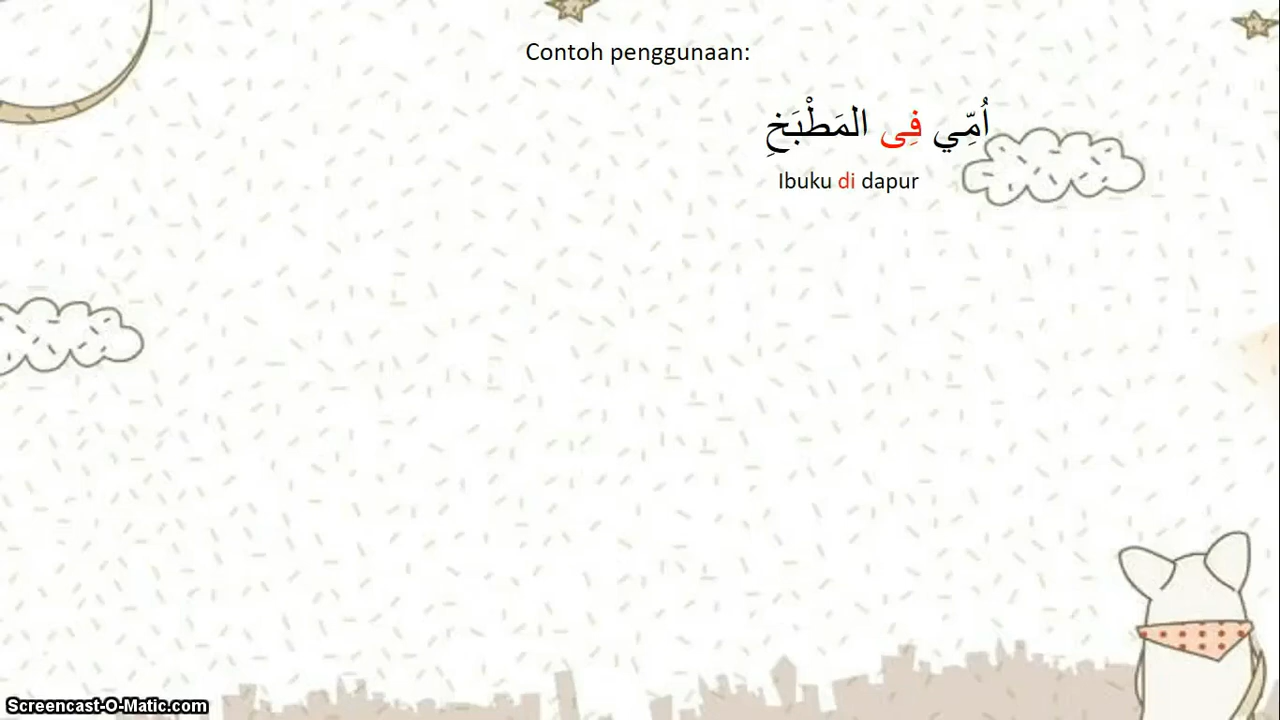 Contoh penggunaan:
اُمِّي فِى المَطْبَخِ
Ibuku di dapur
Screencast-O-Matic.com